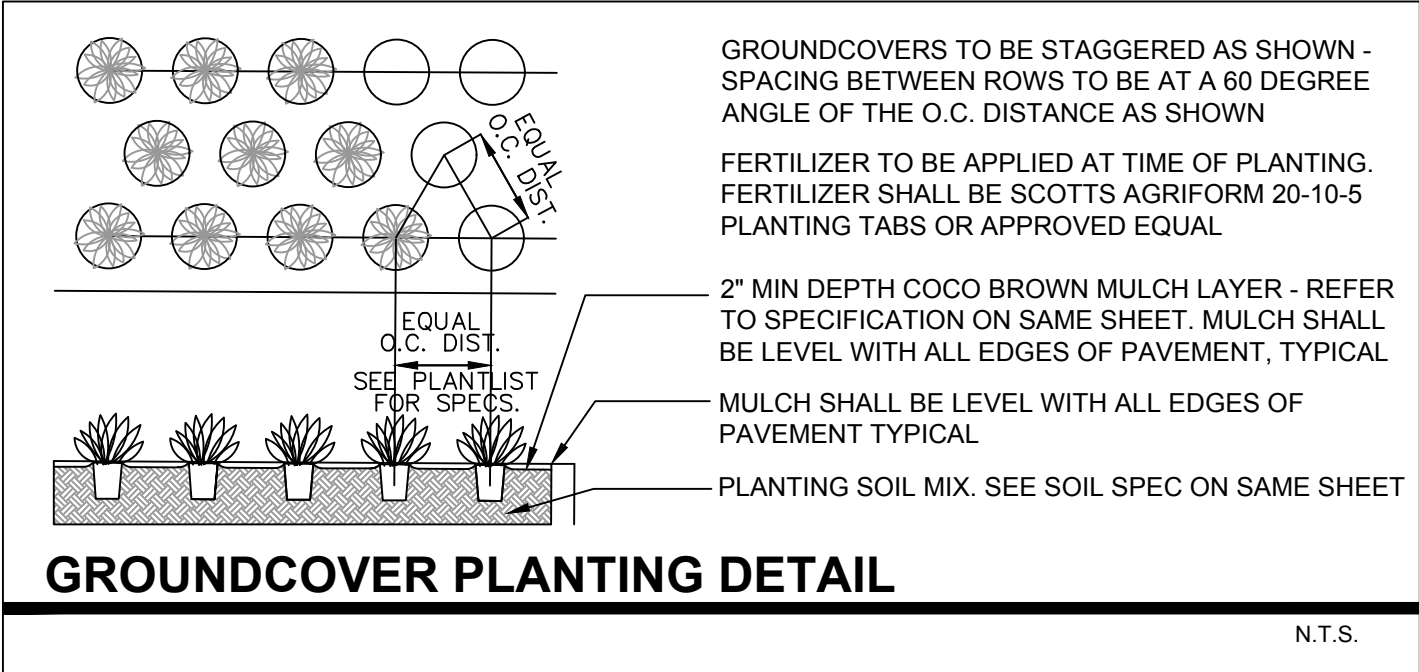 GROUNDCOVERS TO BE STAGGERED AS SHOWN -
SPACING BETWEEN ROWS TO BE AT A 60 DEGREE
ANGLE OF THE O.C. DISTANCE AS SHOWN
FERTILIZER TO BE APPLIED AT TIME OF PLANTING.
FERTILIZER SHALL BE SCOTTS AGRIFORM 20-10-5
PLANTING TABS OR APPROVED EQUAL
EQUAL
O.C. DIST.
2" MIN DEPTH COCO BROWN MULCH LAYER - REFER
TO SPECIFICATION ON SAME SHEET. MULCH SHALL
BE LEVEL WITH ALL EDGES OF PAVEMENT, TYPICAL
EQUAL
O.C. DIST.
SEE PLANTLIST
FOR SPECS.
MULCH SHALL BE LEVEL WITH ALL EDGES OF
PAVEMENT TYPICAL
PLANTING SOIL MIX. SEE SOIL SPEC ON SAME SHEET
GROUNDCOVER PLANTING DETAIL
N.T.S.